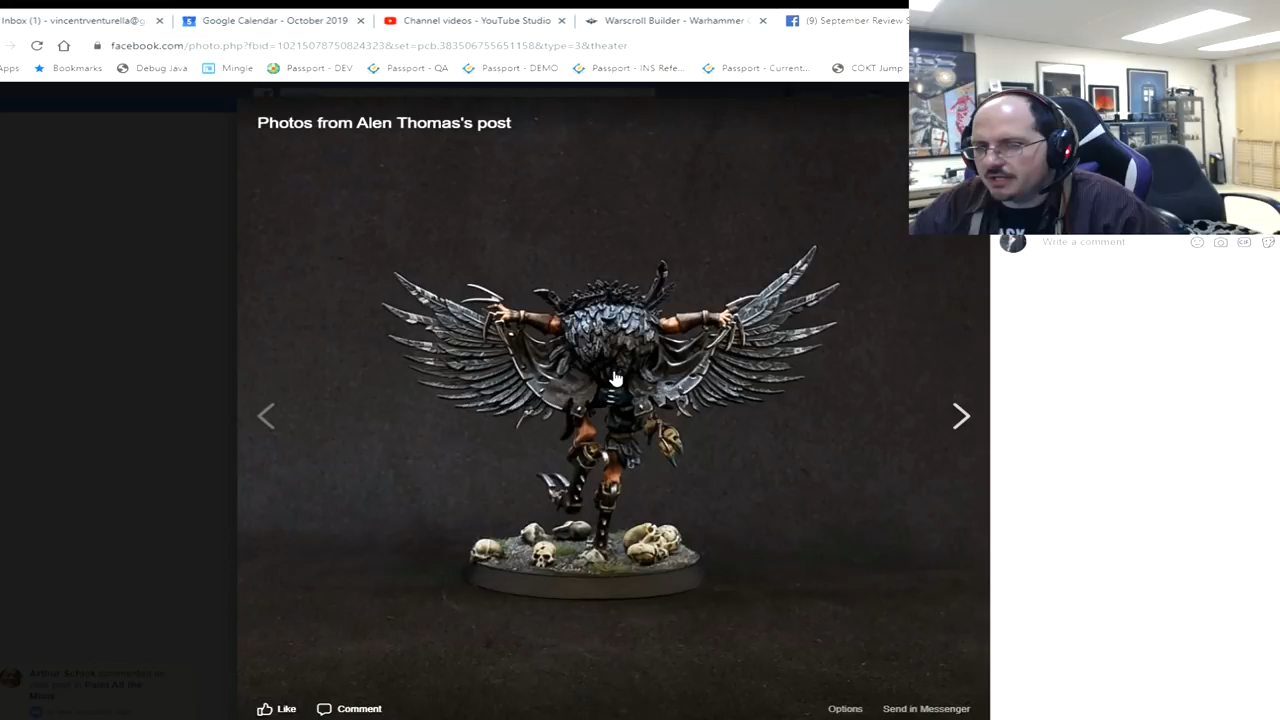 Inbox (1) - vincentrventurella@g
Google Calendar - October 2019
Channel videos - YouTube Studio
Warscroll Builder - Warhammer
(9) September Review S
facebook.com/photo.php?fbid=10215078750824323&set=pcb.383506755651158&type=3&theater
Apps
Bookmarks
Debug Java
Mingle
Passport - DEV
Passport - QA
Passport - DEMO
Passport - INS Refe...
Passport - Current...
COKT Jump
Photos from Alen Thomas's post
Write a comment
Like
Comment
Options
Send in Messenger